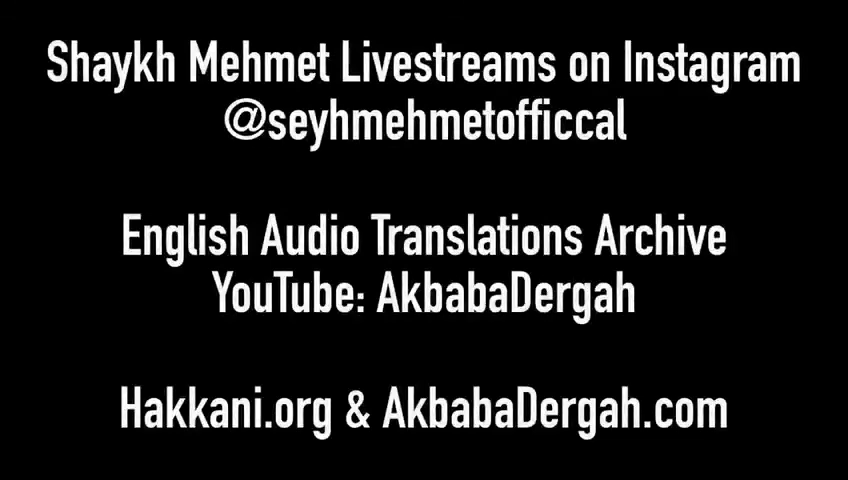 Shaykh Mehmet Livestreams on Instagram
@seyhmehmetofficcal
English Audio Translations Archive
YouTube: AkbabaDergah
Hakkani.org & AkbabaDergah.com